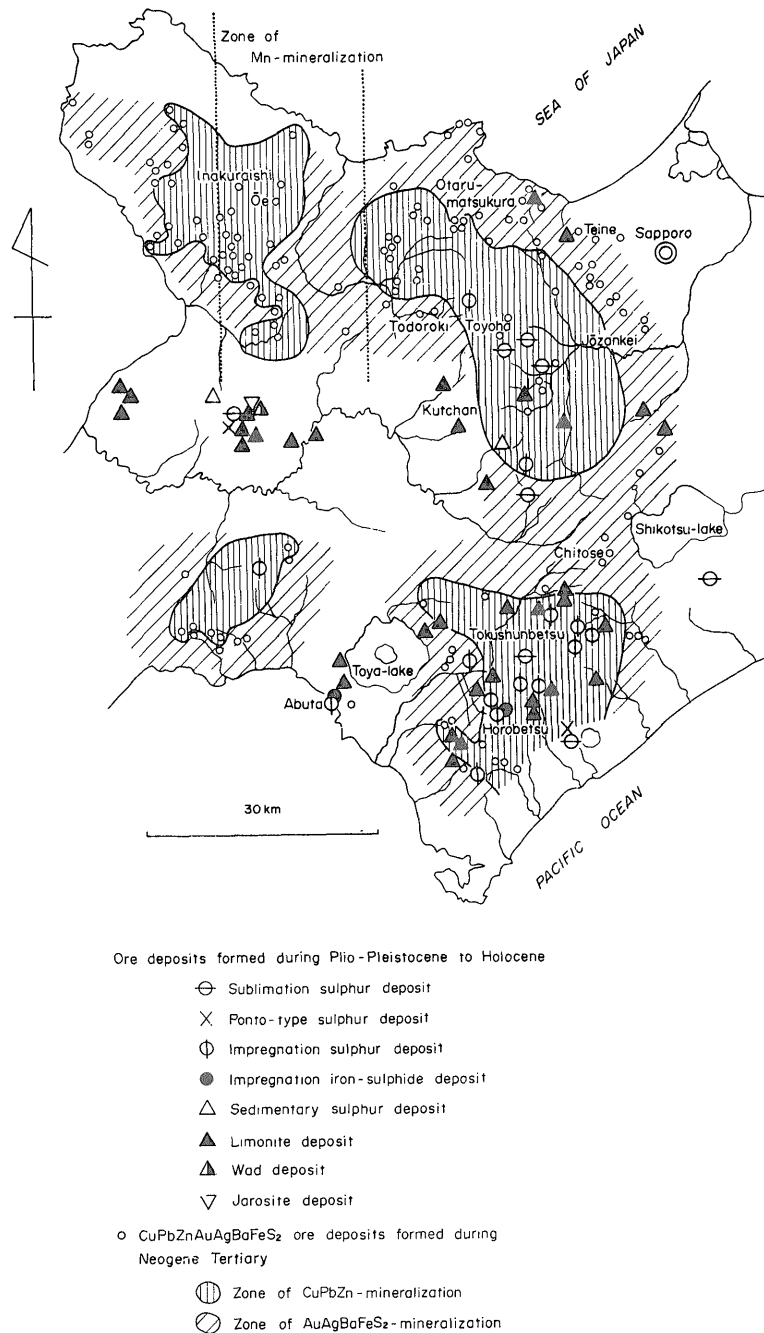 Zone of
Mn-mineralization
SEA OF JAPAN
Inakuraishi
Ōe
Otaru-
matsukura
Teine
Sapporo
Todoroki
Toyoha
Jōzankei
Kutchan
Shikotsu-lake
Chitose
Tokushunbetsu
Toya-lake
Abuta
Horobetsu
30 km
PACIFIC OCEAN
Ore deposits formed during Plio-Pleistocene to Holocene
Sublimation sulphur deposit
Ponto-type sulphur deposit
Impregnation sulphur deposit
Impregnation iron-sulphide deposit
Sedimentary sulphur deposit
Limonite deposit
Wad deposit
Jarosite deposit
CuPbZnAuAgBaFeS₂ ore deposits formed during
Neogene Tertiary
Zone of CuPbZn-mineralization
Zone of AuAgBaFeS₂-mineralization